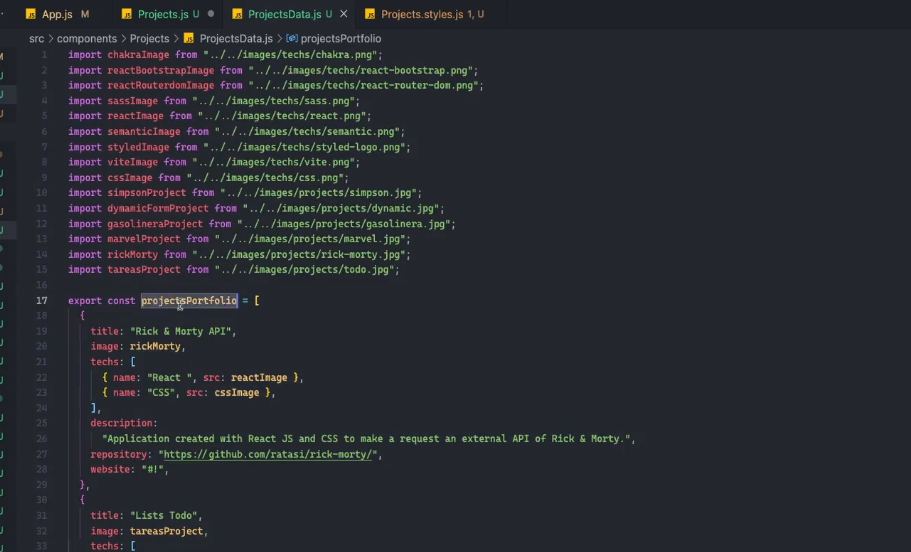 App.js M Projects.js U ProjectsData.js U Projects.styles.js 1, U
src > components > Projects > ProjectsData.js > projectsPortfolio
1 import chakraImage from "../../images/techs/chakra.png";
2 import reactBootstrapImage from "../../images/techs/react-bootstrap.png";
3 import reactRouterdomImage from "../../images/techs/react-router-dom.png";
4 import sassImage from "../../images/techs/sass.png";
5 import reactImage from "../../images/techs/react.png";
6 import semanticImage from "../../images/techs/semantic.png";
7 import styledImage from "../../images/techs/styled-logo.png";
8 import viteImage from "../../images/techs/vite.png";
9 import cssImage from "../../images/techs/css.png";
10 import simpsonProject from "../../images/projects/simpson.jpg";
11 import dynamicFormProject from "../../images/projects/dynamic.jpg";
12 import gasolineraProject from "../../images/projects/gasolinera.jpg";
13 import marvelProject from "../../images/projects/marvel.jpg";
14 import rickMorty from "../../images/projects/rick-morty.jpg";
15 import tareasProject from "../../images/projects/todo.jpg";
16
17 export const projectsPortfolio = [
18 {
19 title: "Rick & Morty API",
20 image: rickMorty,
21 techs: [
22 { name: "React ", src: reactImage },
23 { name: "CSS", src: cssImage },
24 ],
25 description:
26 "Application created with React JS and CSS to make a request an external API of Rick & Morty.",
27 repository: "https://github.com/ratasi/rick-morty/",
28 website: "#!",
29 },
30 {
31 title: "Lists Todo",
32 image: tareasProject,
33 techs: [